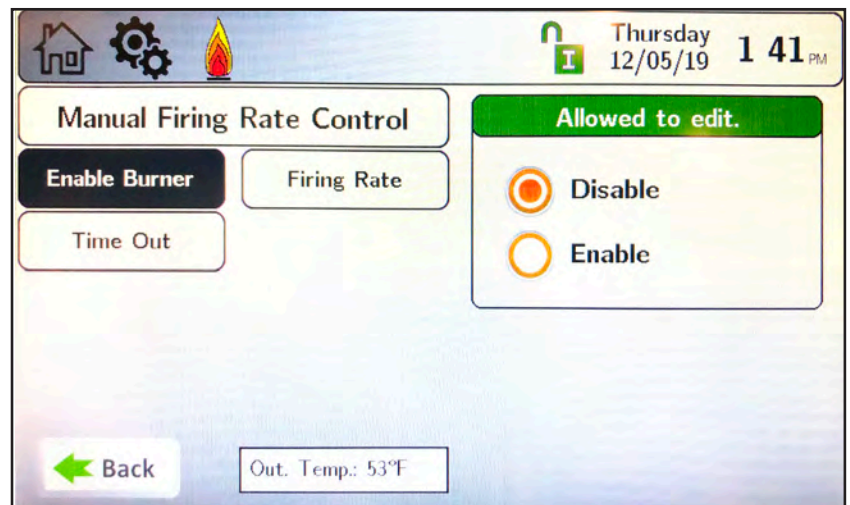 I
Thursday
12/05/19
1 41 PM
Manual Firing Rate Control
Allowed to edit.
Enable Burner
Firing Rate
Disable
Time Out
Enable
Back
Out. Temp.: 53°F